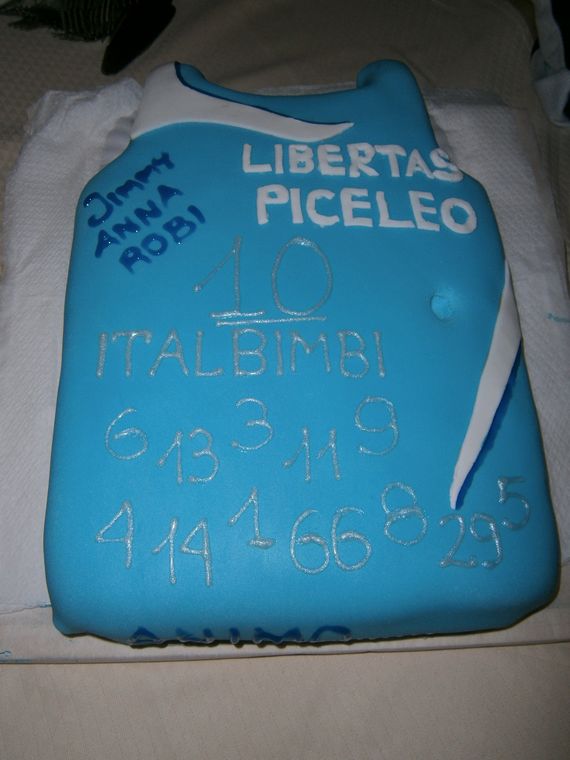 LIBERTAS
PICELEO
JIMMY
ANNA
ROBI
10
ITALBIMBI
6 13 3 11 9
4 14 1 66 8 29 5